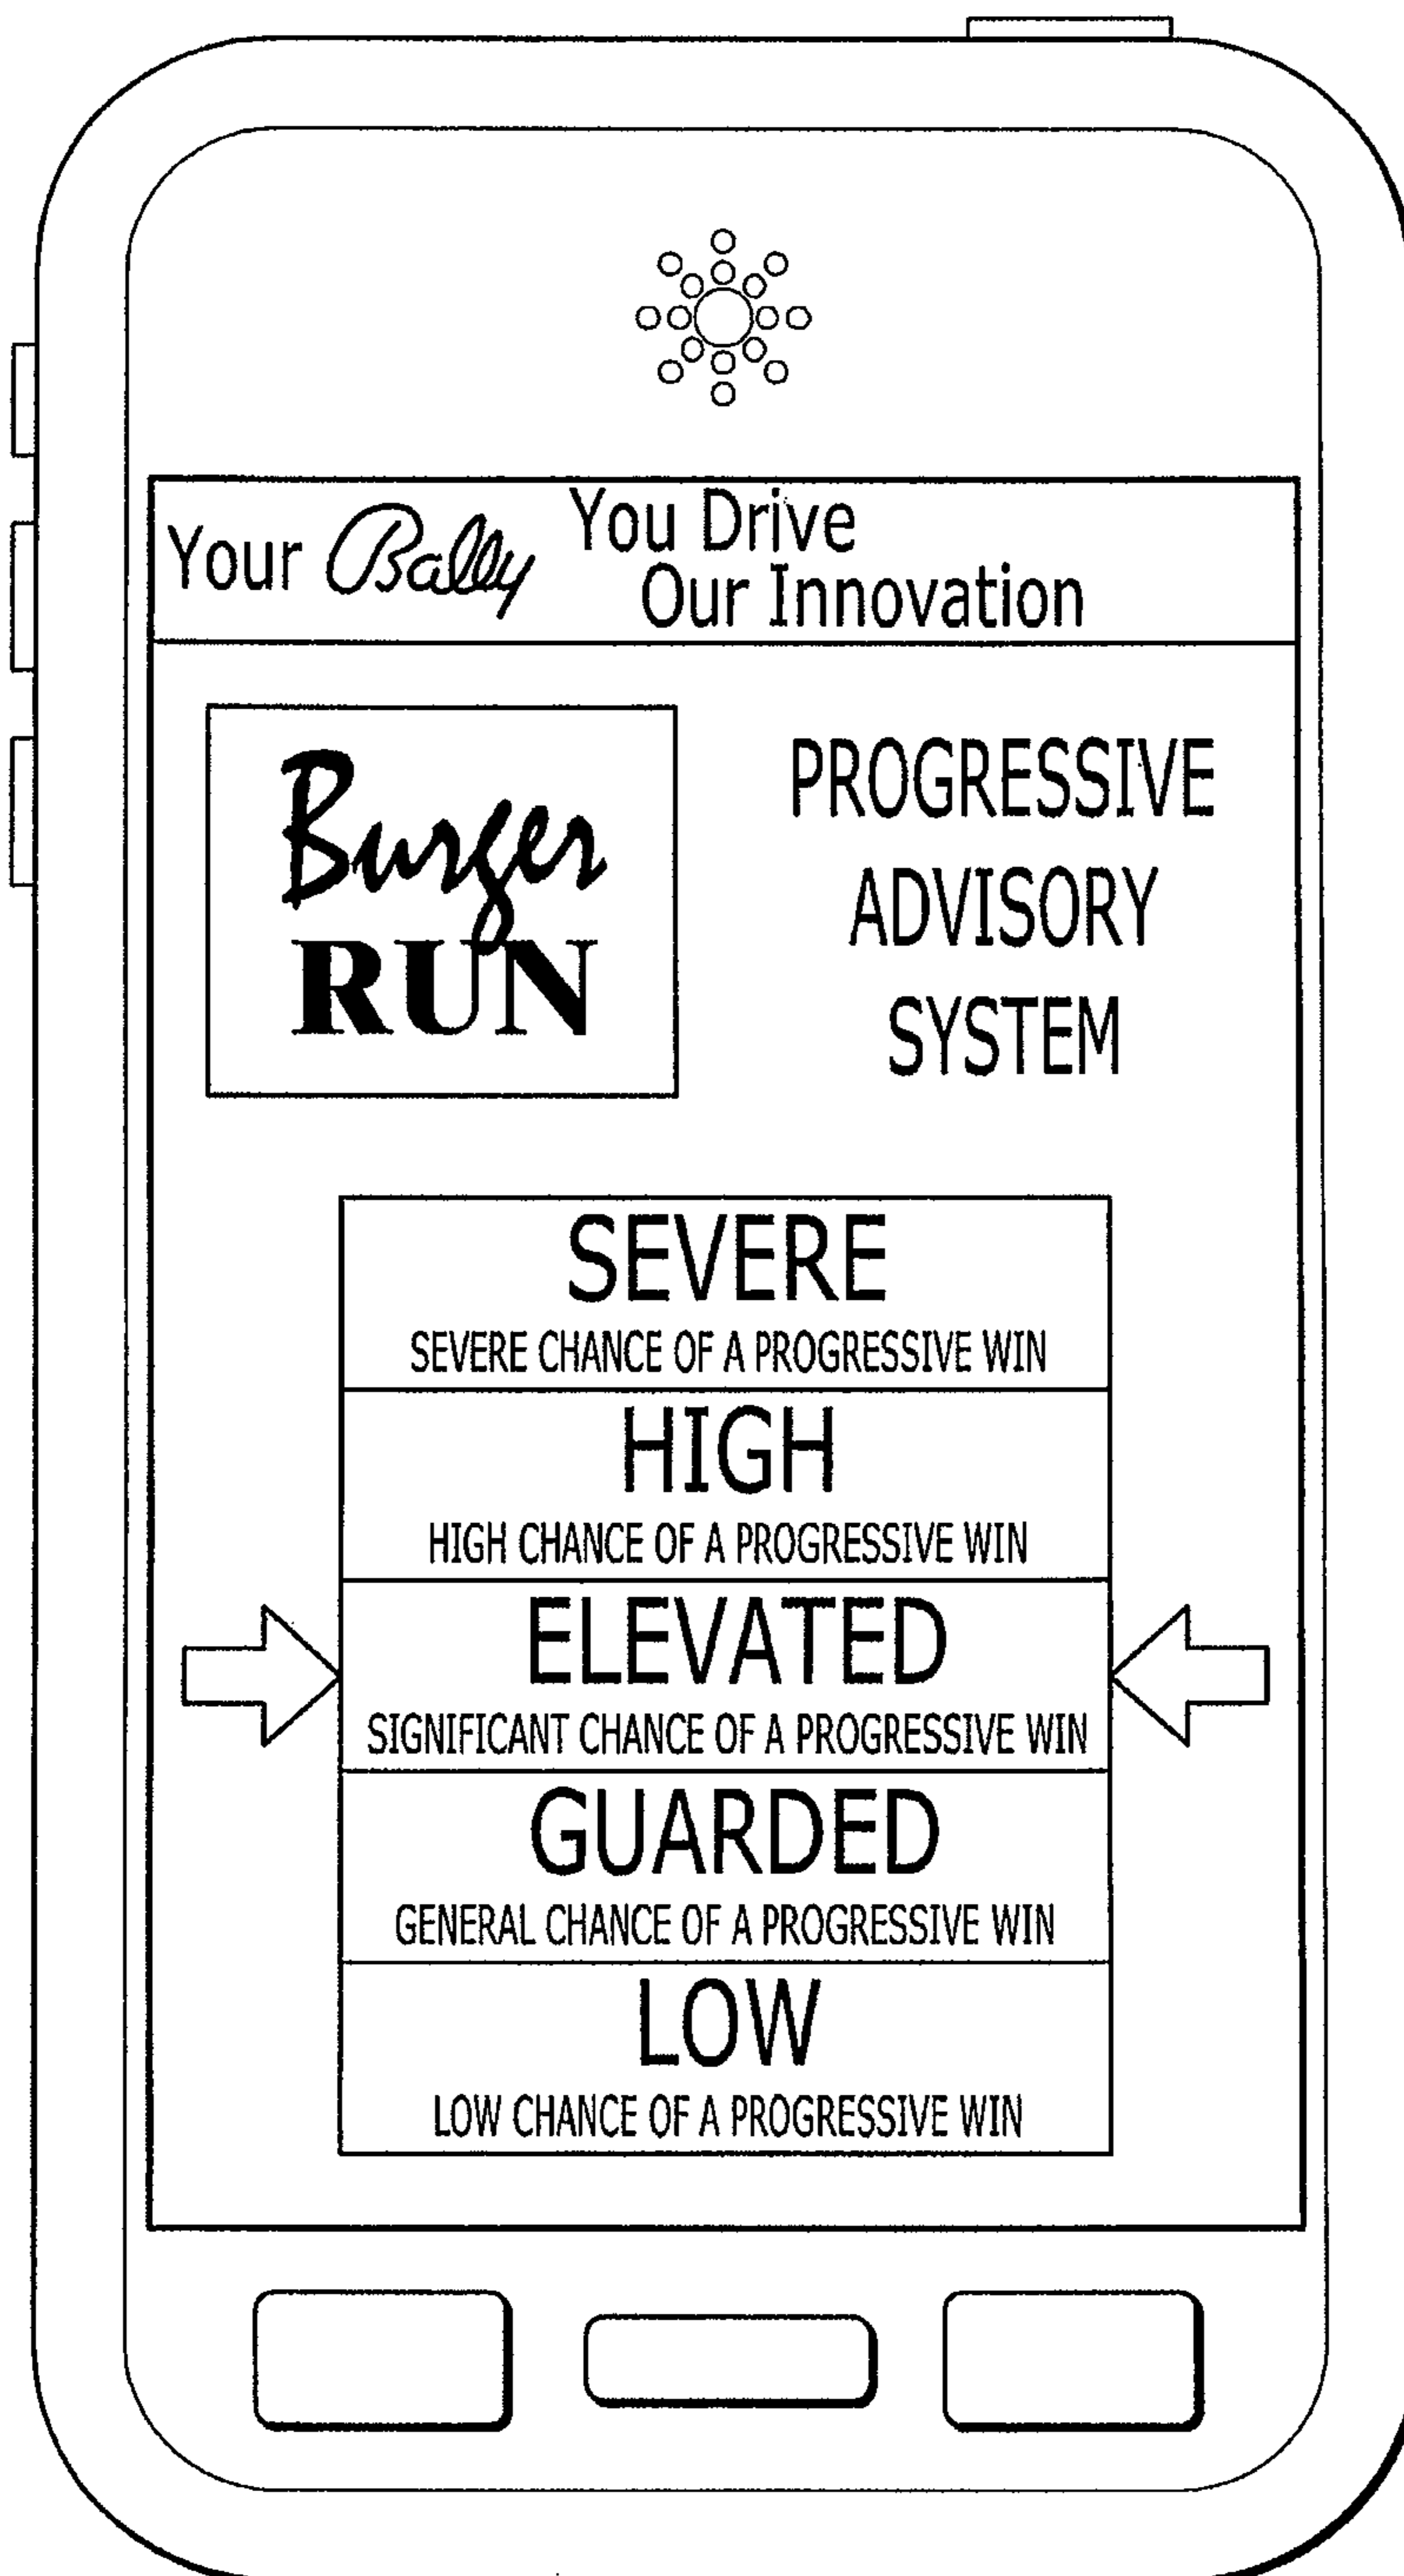 Your Bally You Drive
Our Innovation
Burger
RUN
PROGRESSIVE
ADVISORY
SYSTEM
SEVERE
SEVERE CHANCE OF A PROGRESSIVE WIN
HIGH
HIGH CHANCE OF A PROGRESSIVE WIN
ELEVATED
SIGNIFICANT CHANCE OF A PROGRESSIVE WIN
GUARDED
GENERAL CHANCE OF A PROGRESSIVE WIN
LOW
LOW CHANCE OF A PROGRESSIVE WIN